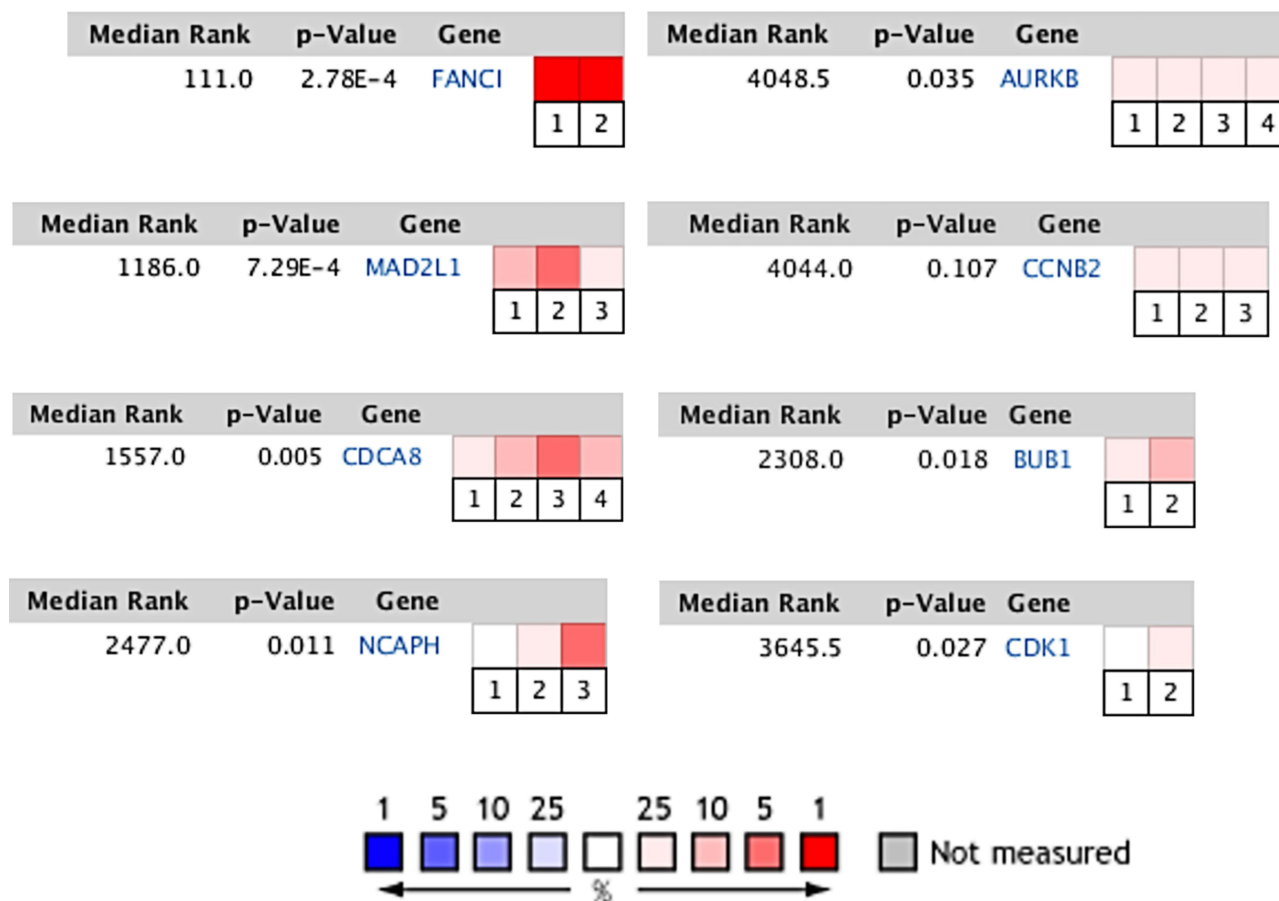 Median Rank p-Value Gene
111.0 2.78E-4 FANCI
1 2
Median Rank p-Value Gene
4048.5 0.035 AURKB
1 2 3 4
Median Rank p-Value Gene
1186.0 7.29E-4 MAD2L1
1 2 3
Median Rank p-Value Gene
4044.0 0.107 CCNB2
1 2 3
Median Rank p-Value Gene
1557.0 0.005 CDCA8
1 2 3 4
Median Rank p-Value Gene
2308.0 0.018 BUB1
1 2
Median Rank p-Value Gene
2477.0 0.011 NCAPH
1 2 3
Median Rank p-Value Gene
3645.5 0.027 CDK1
1 2
1 5 10 25 25 10 5 1
Not measured
%